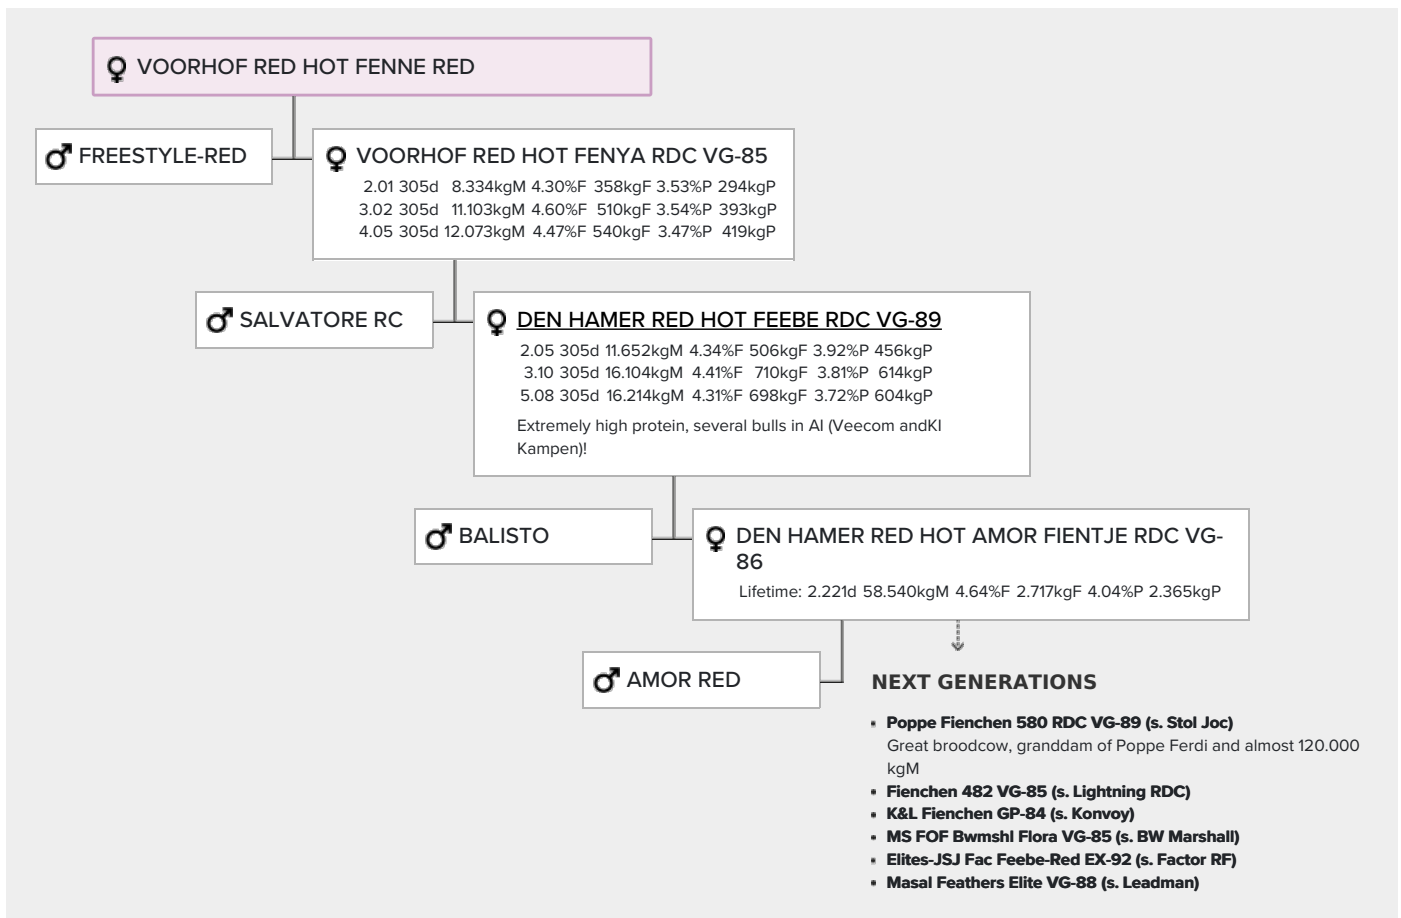 VOORHOF RED HOT FENNE RED
FREESTYLE-RED
VOORHOF RED HOT FENYA RDC VG-85
2.01 305d 8.334kgM 4.30%F 358kgF 3.53%P 294kgP
3.02 305d 11.103kgM 4.60%F 510kgF 3.54%P 393kgP
4.05 305d 12.073kgM 4.47%F 540kgF 3.47%P 419kgP
SALVATORE RC
DEN HAMER RED HOT FEEBE RDC VG-89
2.05 305d 11.652kgM 4.34%F 506kgF 3.92%P 456kgP
3.10 305d 16.104kgM 4.41%F 710kgF 3.81%P 614kgP
5.08 305d 16.214kgM 4.31%F 698kgF 3.72%P 604kgP
Extremely high protein, several bulls in AI (Veecom andKI
Kampen)!
BALISTO
DEN HAMER RED HOT AMOR FIENTJE RDC VG-
86
Lifetime: 2.221d 58.540kgM 4.64%F 2.717kgF 4.04%P 2.365kgP
AMOR RED
NEXT GENERATIONS
Poppe Fienchen 580 RDC VG-89 (s. Stol Joc)
Great broodcow, granddam of Poppe Ferdi and almost 120.000
kgM
Fienchen 482 VG-85 (s. Lightning RDC)
K&L Fienchen GP-84 (s. Konvoy)
MS FOF Bwmshl Flora VG-85 (s. BW Marshall)
Elites-JSJ Fac Feebe-Red EX-92 (s. Factor RF)
Masal Feathers Elite VG-88 (s. Leadman)